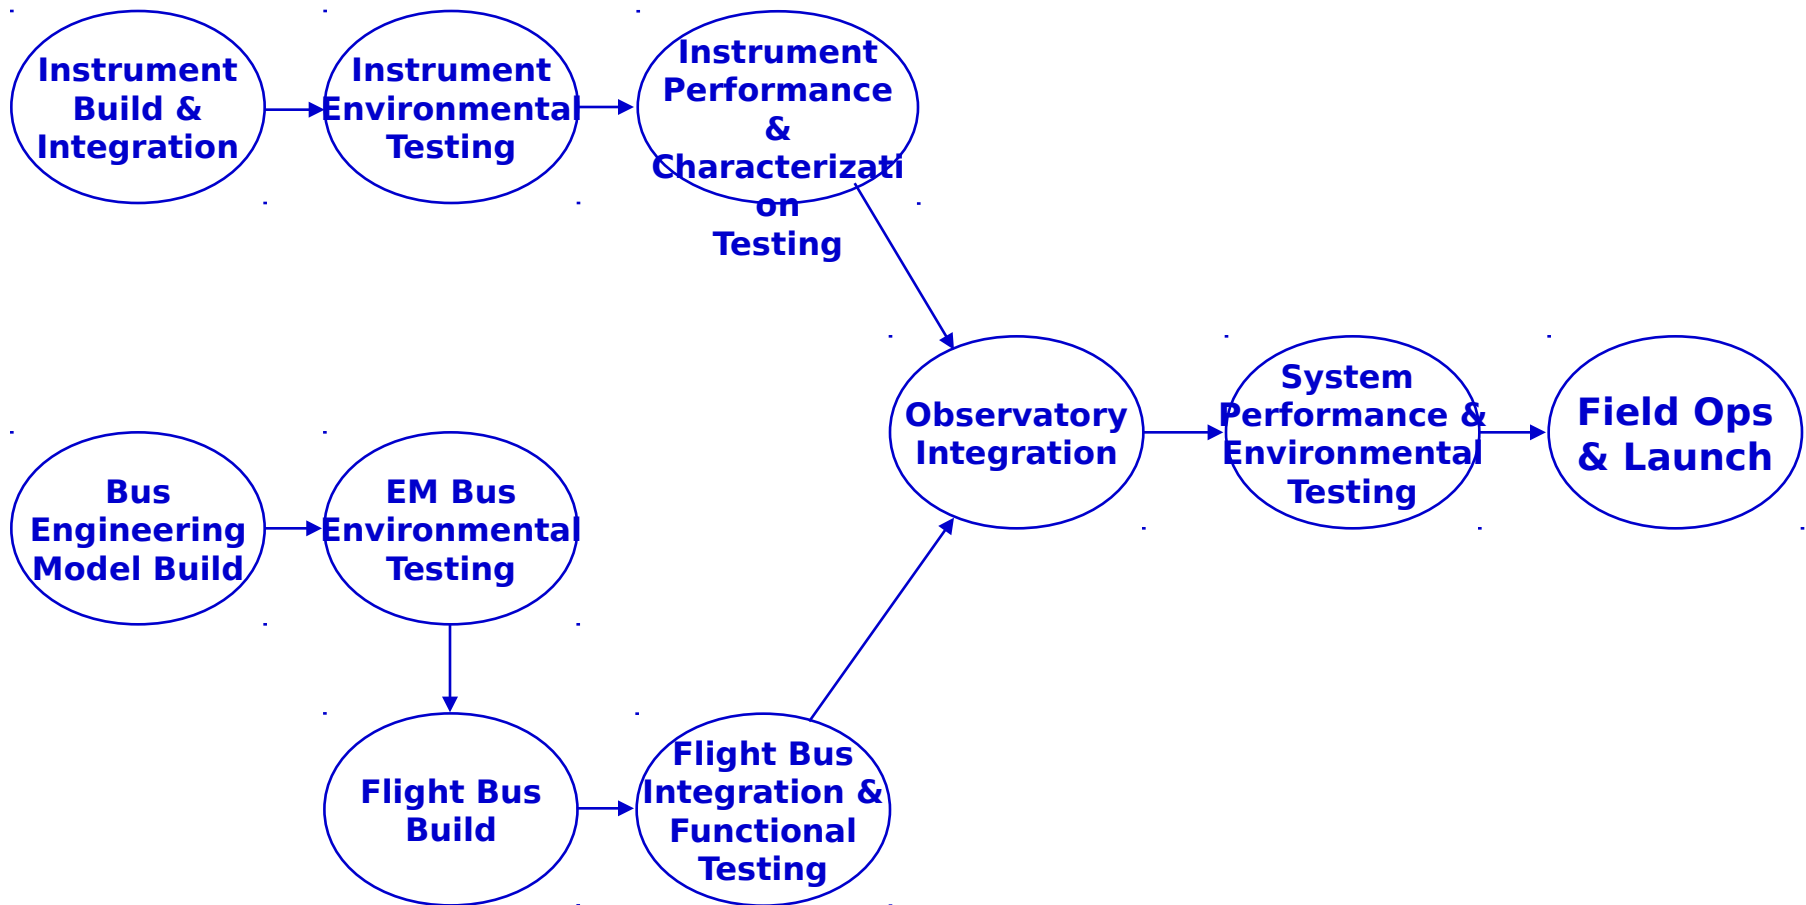 Instrument
Build &
Integration
Instrument
Environmental
Testing
Instrument
Performance
&
Characterizati
on
Testing
Observatory
Integration
System
Performance &
Environmental
Testing
Field Ops
& Launch
Bus
Engineering
Model Build
EM Bus
Environmental
Testing
Flight Bus
Build
Flight Bus
Integration &
Functional
Testing